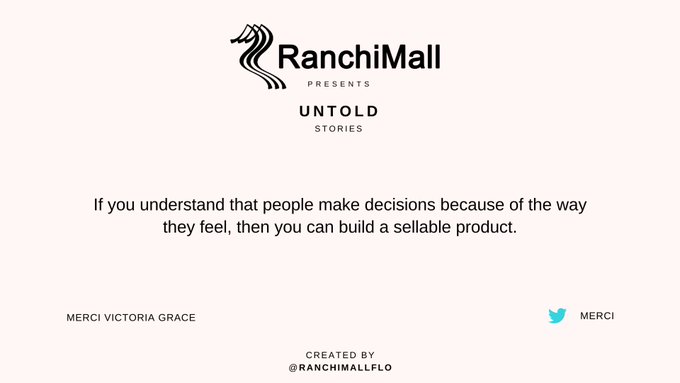 RanchiMall
PRESENTS
UNTOLD
STORIES
If you understand that people make decisions because of the way
they feel, then you can build a sellable product.
MERCI VICTORIA GRACE
MERCI
CREATED BY
@RANCHIMALLFLO